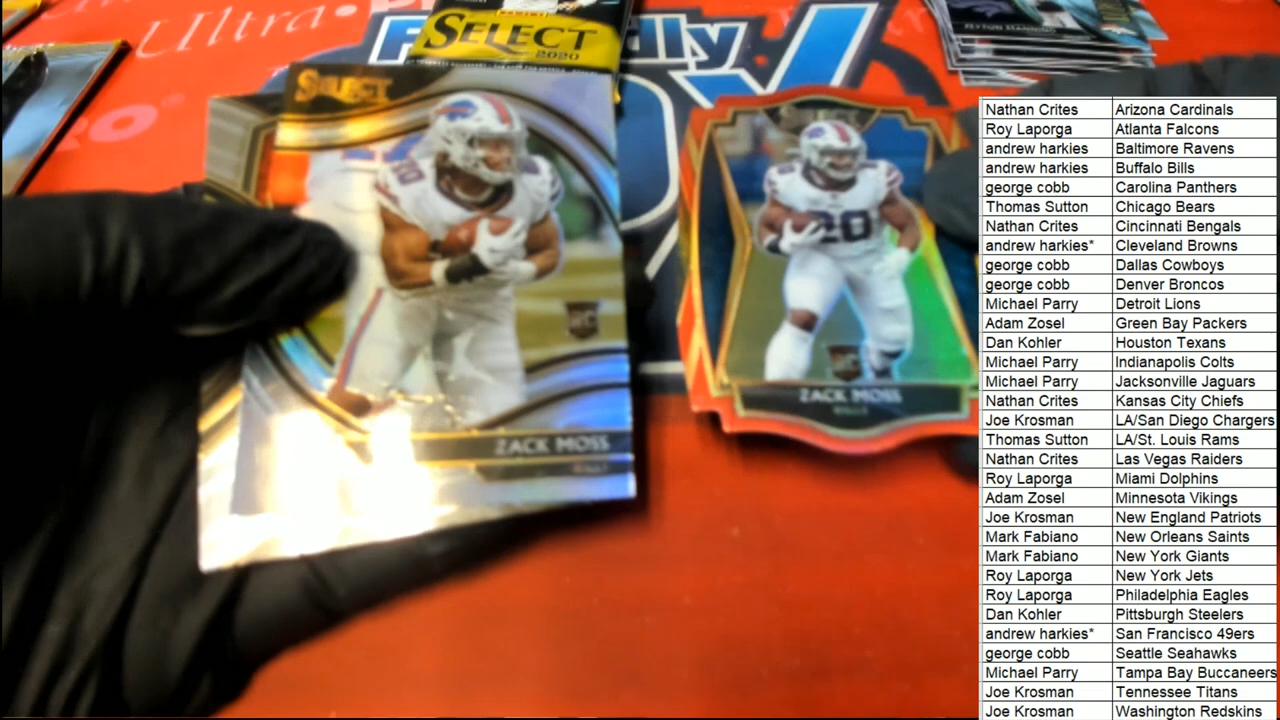 Ultra PRO
PANINI
SELECT
2020
SELECT
20
RC
ZACK MOSS
BILLS
SELECT
20
RC
ZACK MOSS
BILLS
Nathan Crites Arizona Cardinals
Roy Laporga Atlanta Falcons
andrew harkies Baltimore Ravens
andrew harkies Buffalo Bills
george cobb Carolina Panthers
Thomas Sutton Chicago Bears
Nathan Crites Cincinnati Bengals
andrew harkies* Cleveland Browns
george cobb Dallas Cowboys
george cobb Denver Broncos
Michael Parry Detroit Lions
Adam Zosel Green Bay Packers
Dan Kohler Houston Texans
Michael Parry Indianapolis Colts
Michael Parry Jacksonville Jaguars
Nathan Crites Kansas City Chiefs
Joe Krosman LA/San Diego Chargers
Thomas Sutton LA/St. Louis Rams
Nathan Crites Las Vegas Raiders
Roy Laporga Miami Dolphins
Adam Zosel Minnesota Vikings
Joe Krosman New England Patriots
Mark Fabiano New Orleans Saints
Mark Fabiano New York Giants
Roy Laporga New York Jets
Roy Laporga Philadelphia Eagles
Dan Kohler Pittsburgh Steelers
andrew harkies* San Francisco 49ers
george cobb Seattle Seahawks
Michael Parry Tampa Bay Buccaneers
Joe Krosman Tennessee Titans
Joe Krosman Washington Redskins